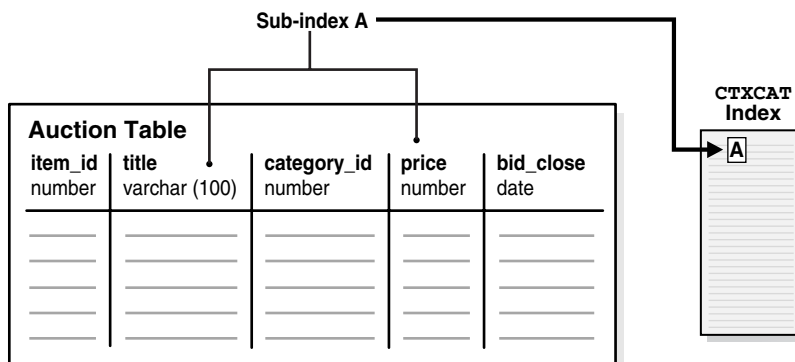 Sub-index A
CTXCAT
Index
A
Auction Table
item_id title category_id price bid_close
number varchar (100) number number date